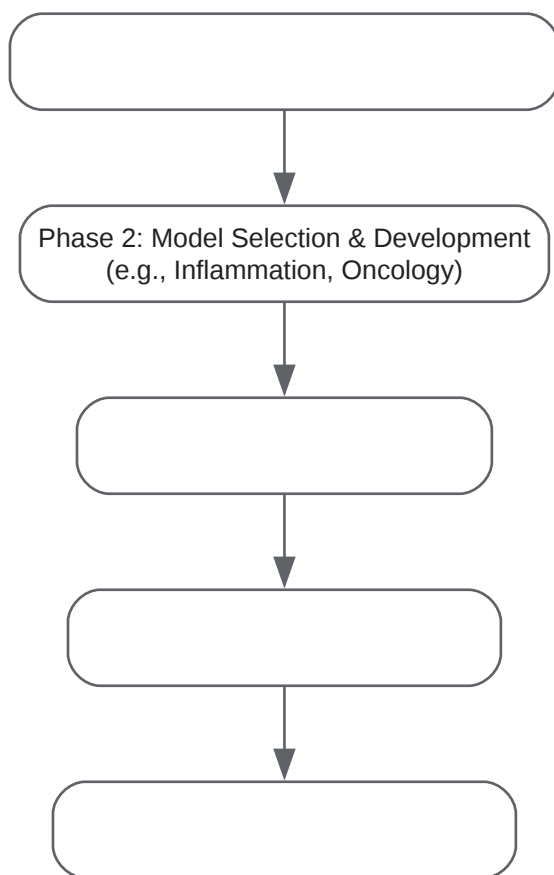 Phase 2: Model Selection & Development
(e.g., Inflammation, Oncology)